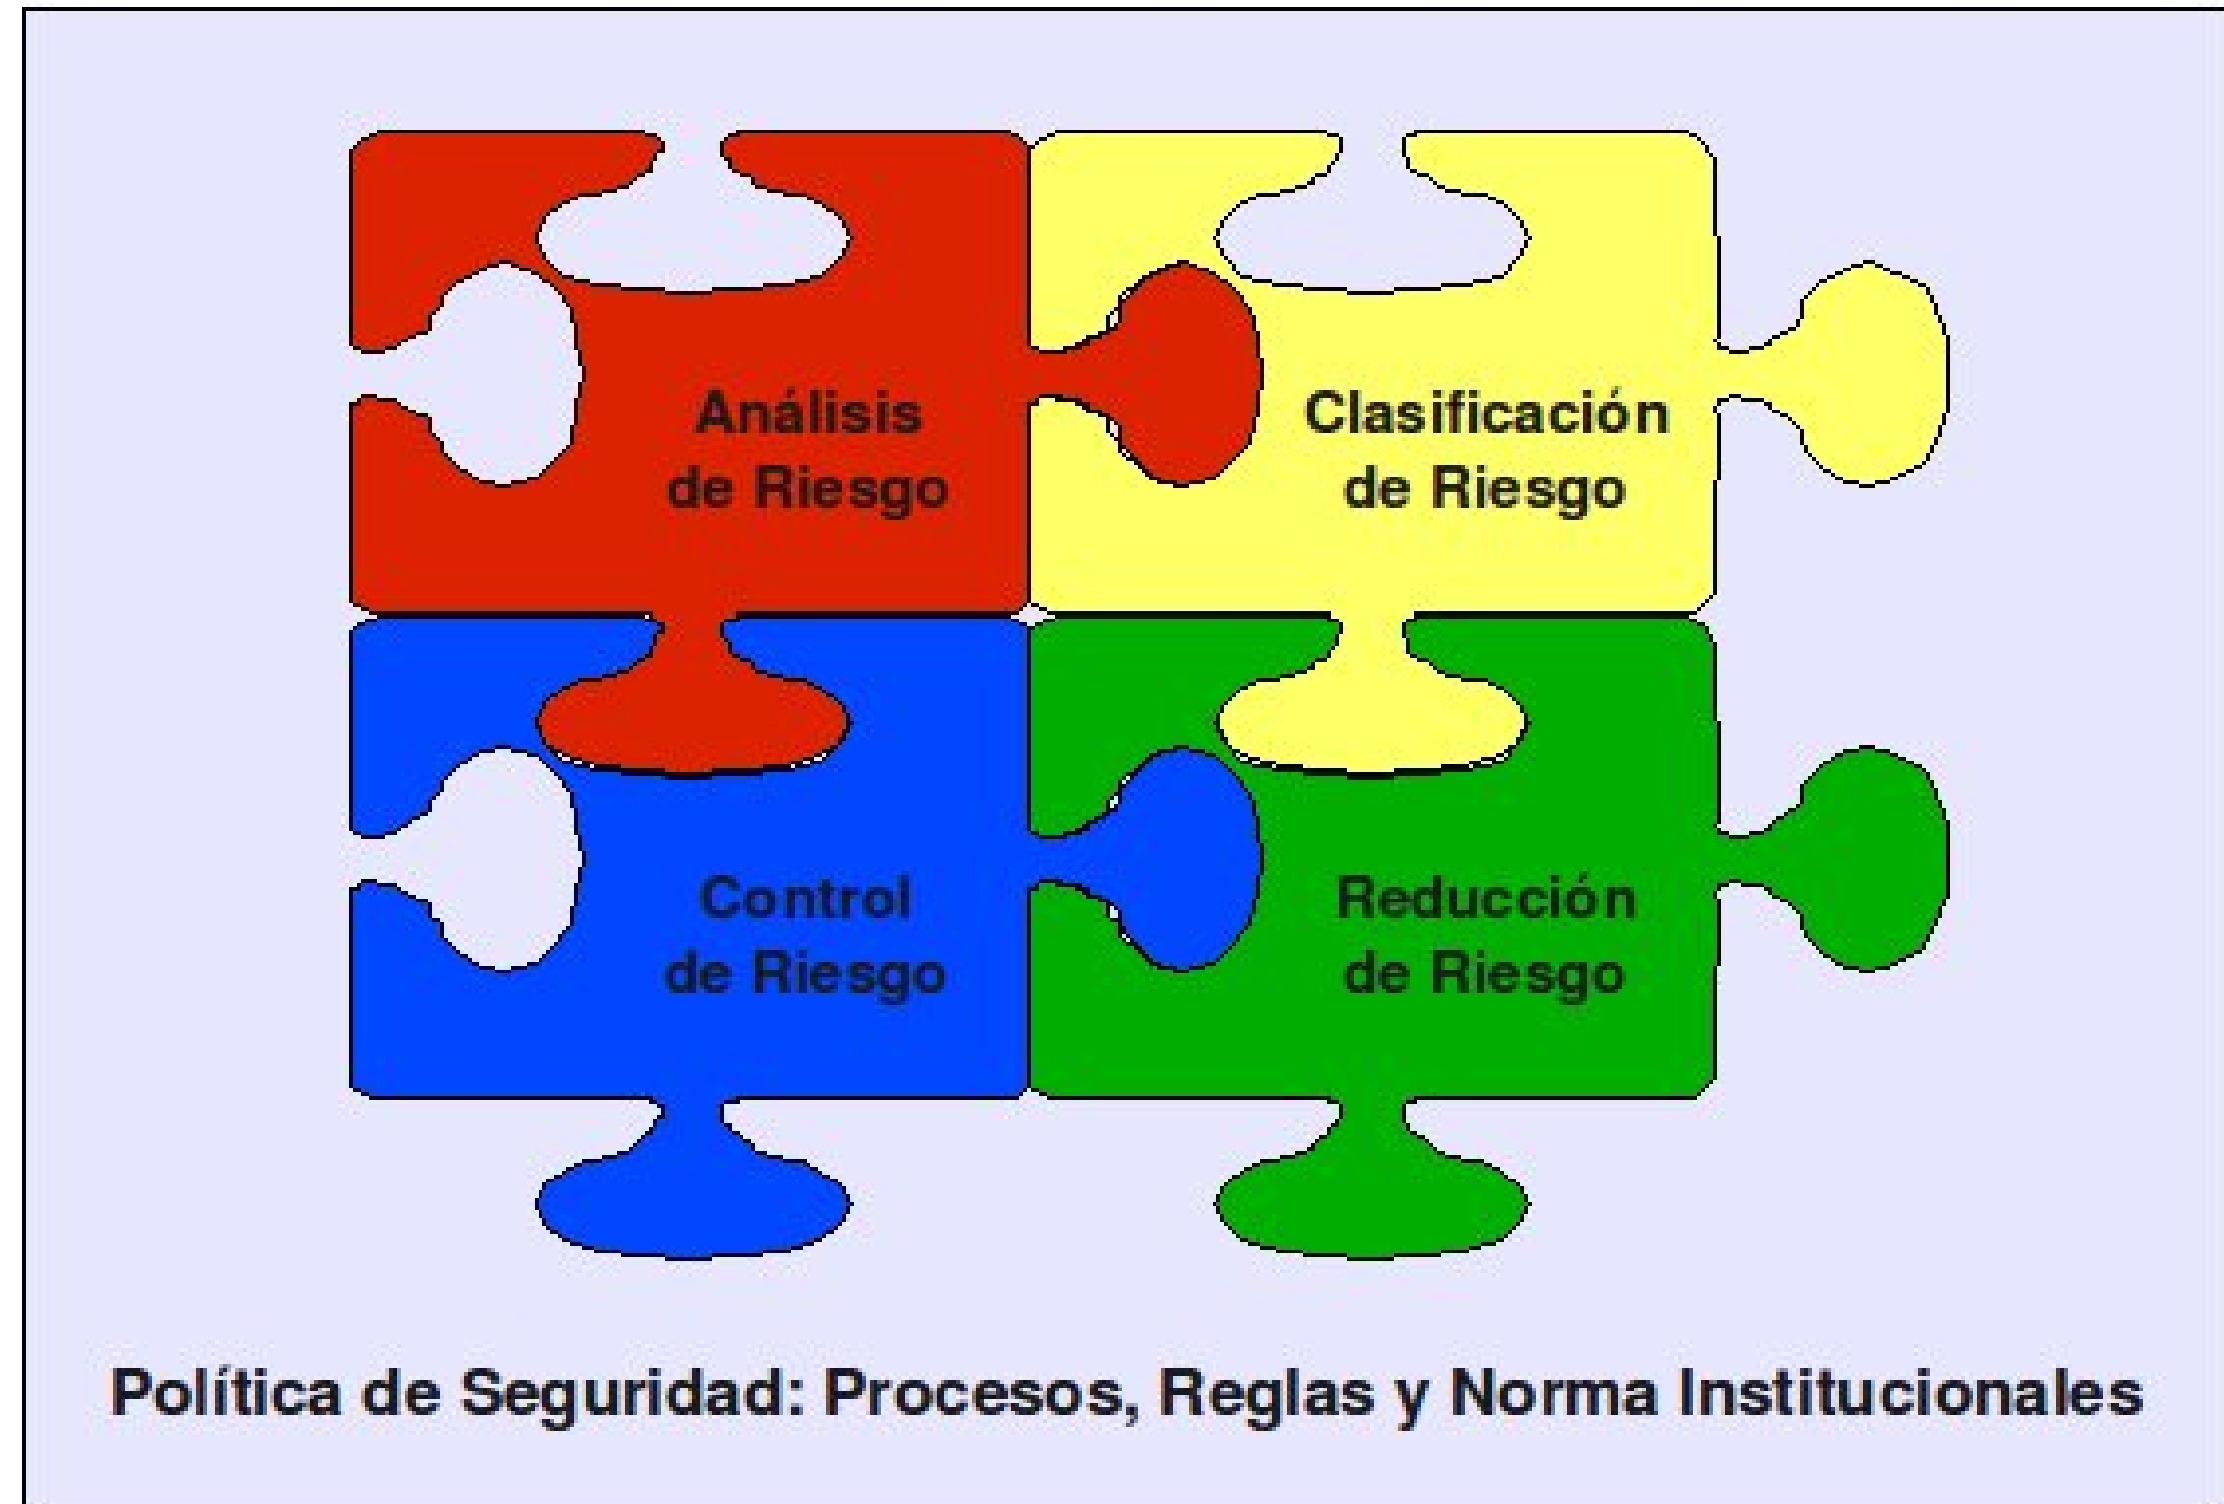 Análisis
de Riesgo
Clasificación
de Riesgo
Control
de Riesgo
Reducción
de Riesgo
Política de Seguridad: Procesos, Reglas y Norma Institucionales